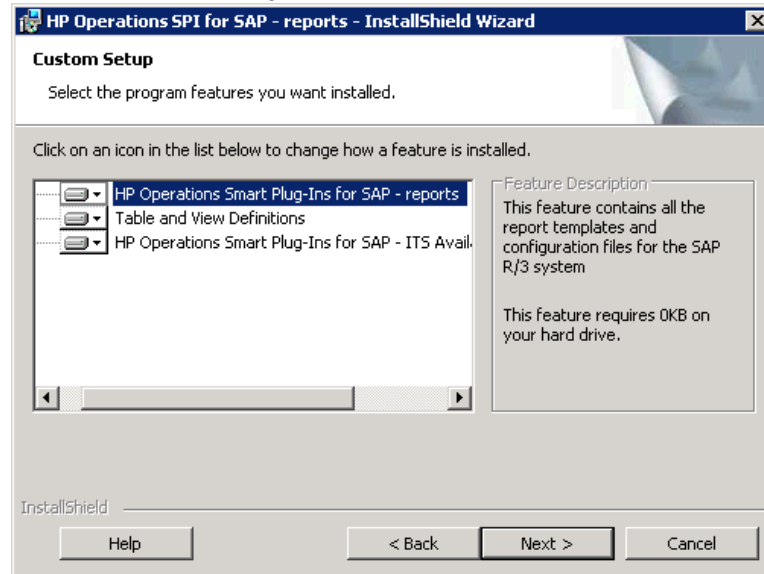 HP Operations SPI for SAP - reports - InstallShield Wizard
Custom Setup
Select the program features you want installed.
Click on an icon in the list below to change how a feature is installed.
HP Operations Smart Plug-Ins for SAP - reports
Table and View Definitions
HP Operations Smart Plug-Ins for SAP - ITS Avail
Feature Description
This feature contains all the
report templates and
configuration files for the SAP
R/3 system
This feature requires 0KB on
your hard drive.
InstallShield
Help
< Back
Next >
Cancel